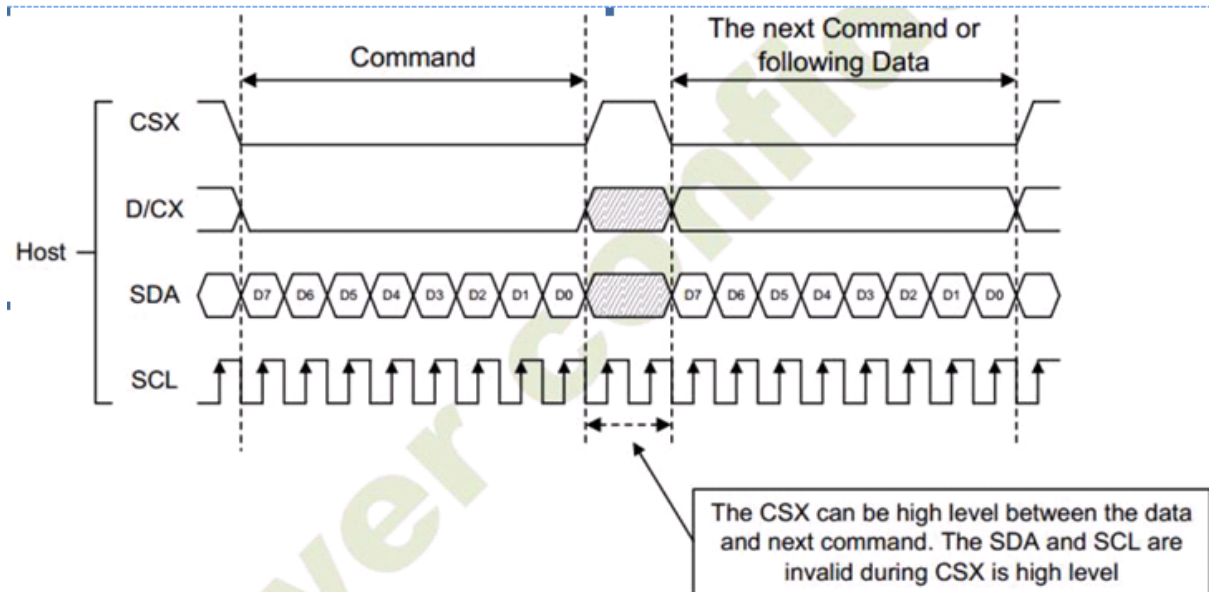 Command
The next Command or
following Data
CSX
D/CX
Host
SDA
D7 D6 D5 D4 D3 D2 D1 D0
D7 D6 D5 D4 D3 D2 D1 D0
SCL
The CSX can be high level between the data
and next command. The SDA and SCL are
invalid during CSX is high level
ver confid